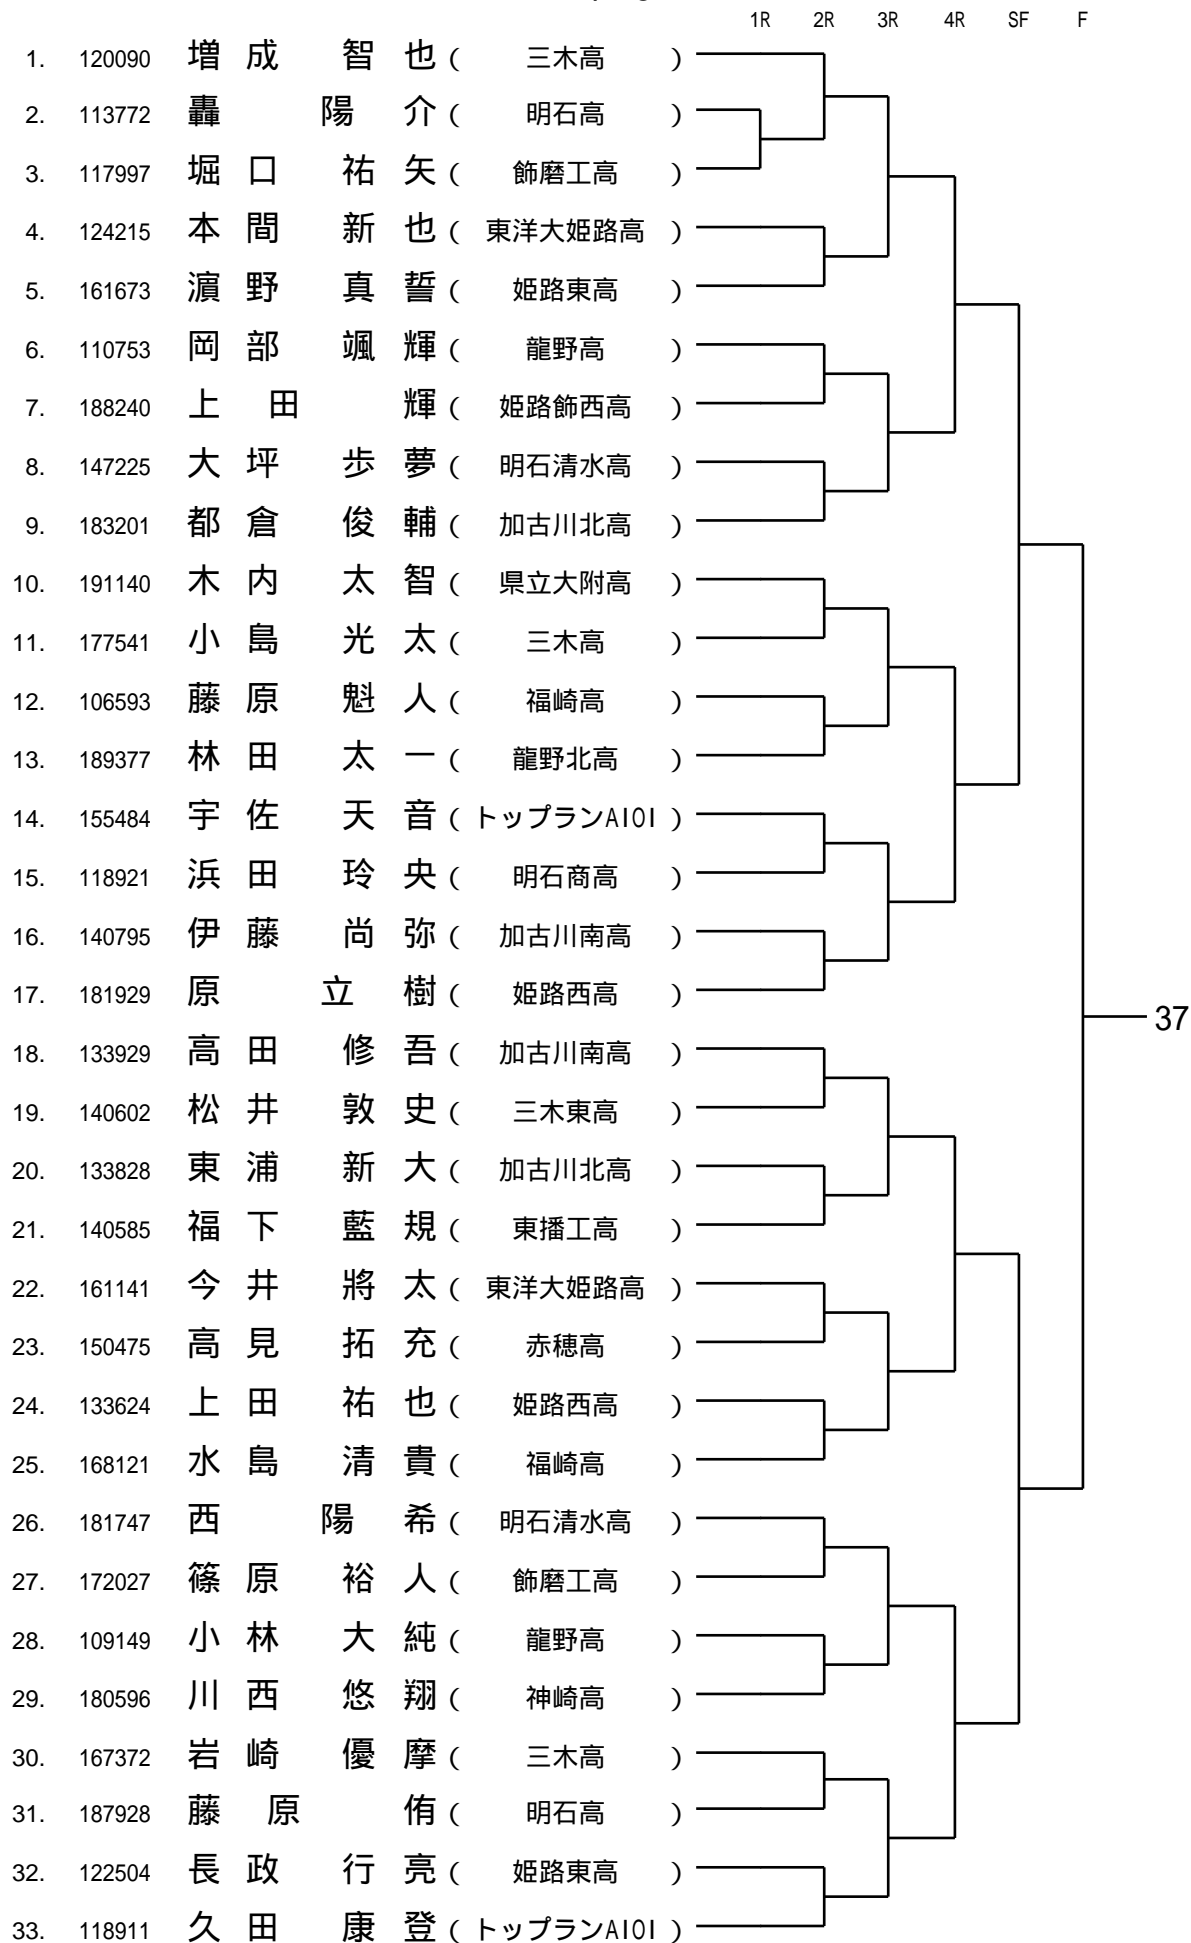 1R 2R 3R 4R SF F
1. 120090 増成 智也 ( 三木高 )
2. 113772 轟 陽介 ( 明石高 )
3. 117997 堀口 祐矢 ( 飾磨工高 )
4. 124215 本間 新也 ( 東洋大姫路高 )
5. 161673 濵野 真誓 ( 姫路東高 )
6. 110753 岡部 颯輝 ( 龍野高 )
7. 188240 上田 輝 ( 姫路飾西高 )
8. 147225 大坪 歩夢 ( 明石清水高 )
9. 183201 都倉 俊輔 ( 加古川北高 )
10. 191140 木内 太智 ( 県立大附高 )
11. 177541 小島 光太 ( 三木高 )
12. 106593 藤原 魁人 ( 福崎高 )
13. 189377 林田 太一 ( 龍野北高 )
14. 155484 宇佐 天音 ( トップランAIOI )
15. 118921 浜田 玲央 ( 明石商高 )
16. 140795 伊藤 尚弥 ( 加古川南高 )
17. 181929 原 立樹 ( 姫路西高 )
37
18. 133929 高田 修吾 ( 加古川南高 )
19. 140602 松井 敦史 ( 三木東高 )
20. 133828 東浦 新大 ( 加古川北高 )
21. 140585 福下 藍規 ( 東播工高 )
22. 161141 今井 將太 ( 東洋大姫路高 )
23. 150475 高見 拓充 ( 赤穂高 )
24. 133624 上田 祐也 ( 姫路西高 )
25. 168121 水島 清貴 ( 福崎高 )
26. 181747 西 陽希 ( 明石清水高 )
27. 172027 篠原 裕人 ( 飾磨工高 )
28. 109149 小林 大純 ( 龍野高 )
29. 180596 川西 悠翔 ( 神崎高 )
30. 167372 岩崎 優摩 ( 三木高 )
31. 187928 藤原 侑 ( 明石高 )
32. 122504 長政 行亮 ( 姫路東高 )
33. 118911 久田 康登 ( トップランAIOI )